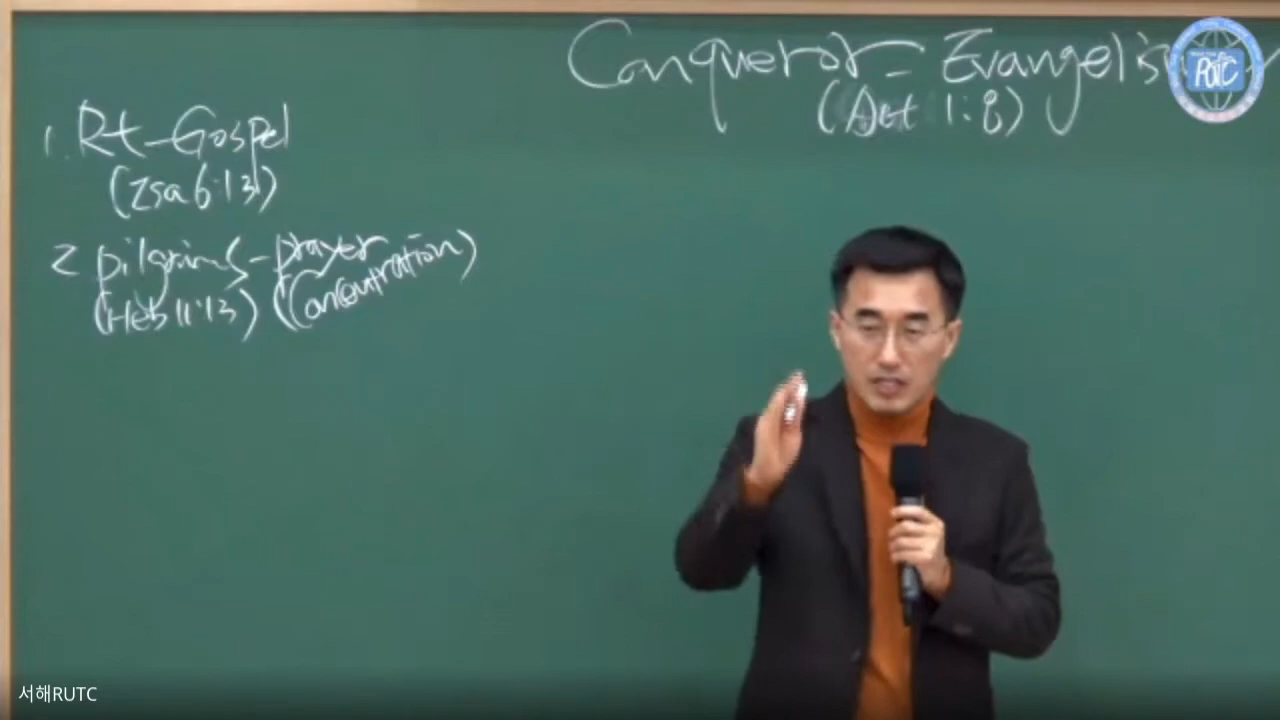 Conqueror - Evangelis
(Act 1:8)
1. Rt - Gospel
(Isa 6:13)
2 pilgrims - prayer
(Heb 11:13) (Concentration)
RUTC
서해RUTC